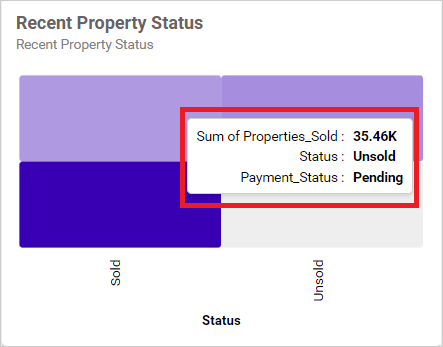 Recent Property Status
Recent Property Status
Sum of Properties_Sold : 35.46K
Status : Unsold
Payment_Status : Pending
Sold
Unsold
Status